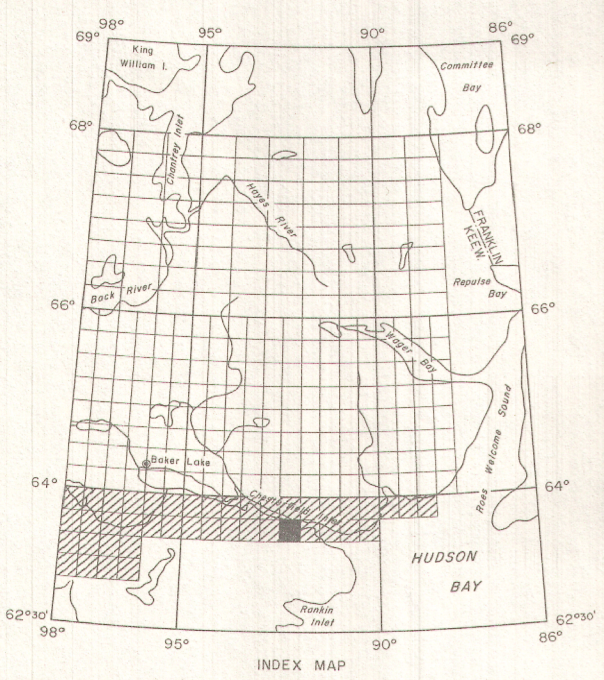 98° 95° 90° 86°
69° 69°
King
William I.
Committee
Bay
68° 68°
Chantrey Inlet
Hayes River
FRANKLIN
KEEW.
Repulse
Bay
Back River
66° 66°
Wager Bay
Roes Welcome Sound
Baker Lake
64° 64°
Chesterfield Inlet
HUDSON
BAY
Rankin
Inlet
62°30' 62°30'
98° 95° 90° 86°
INDEX MAP